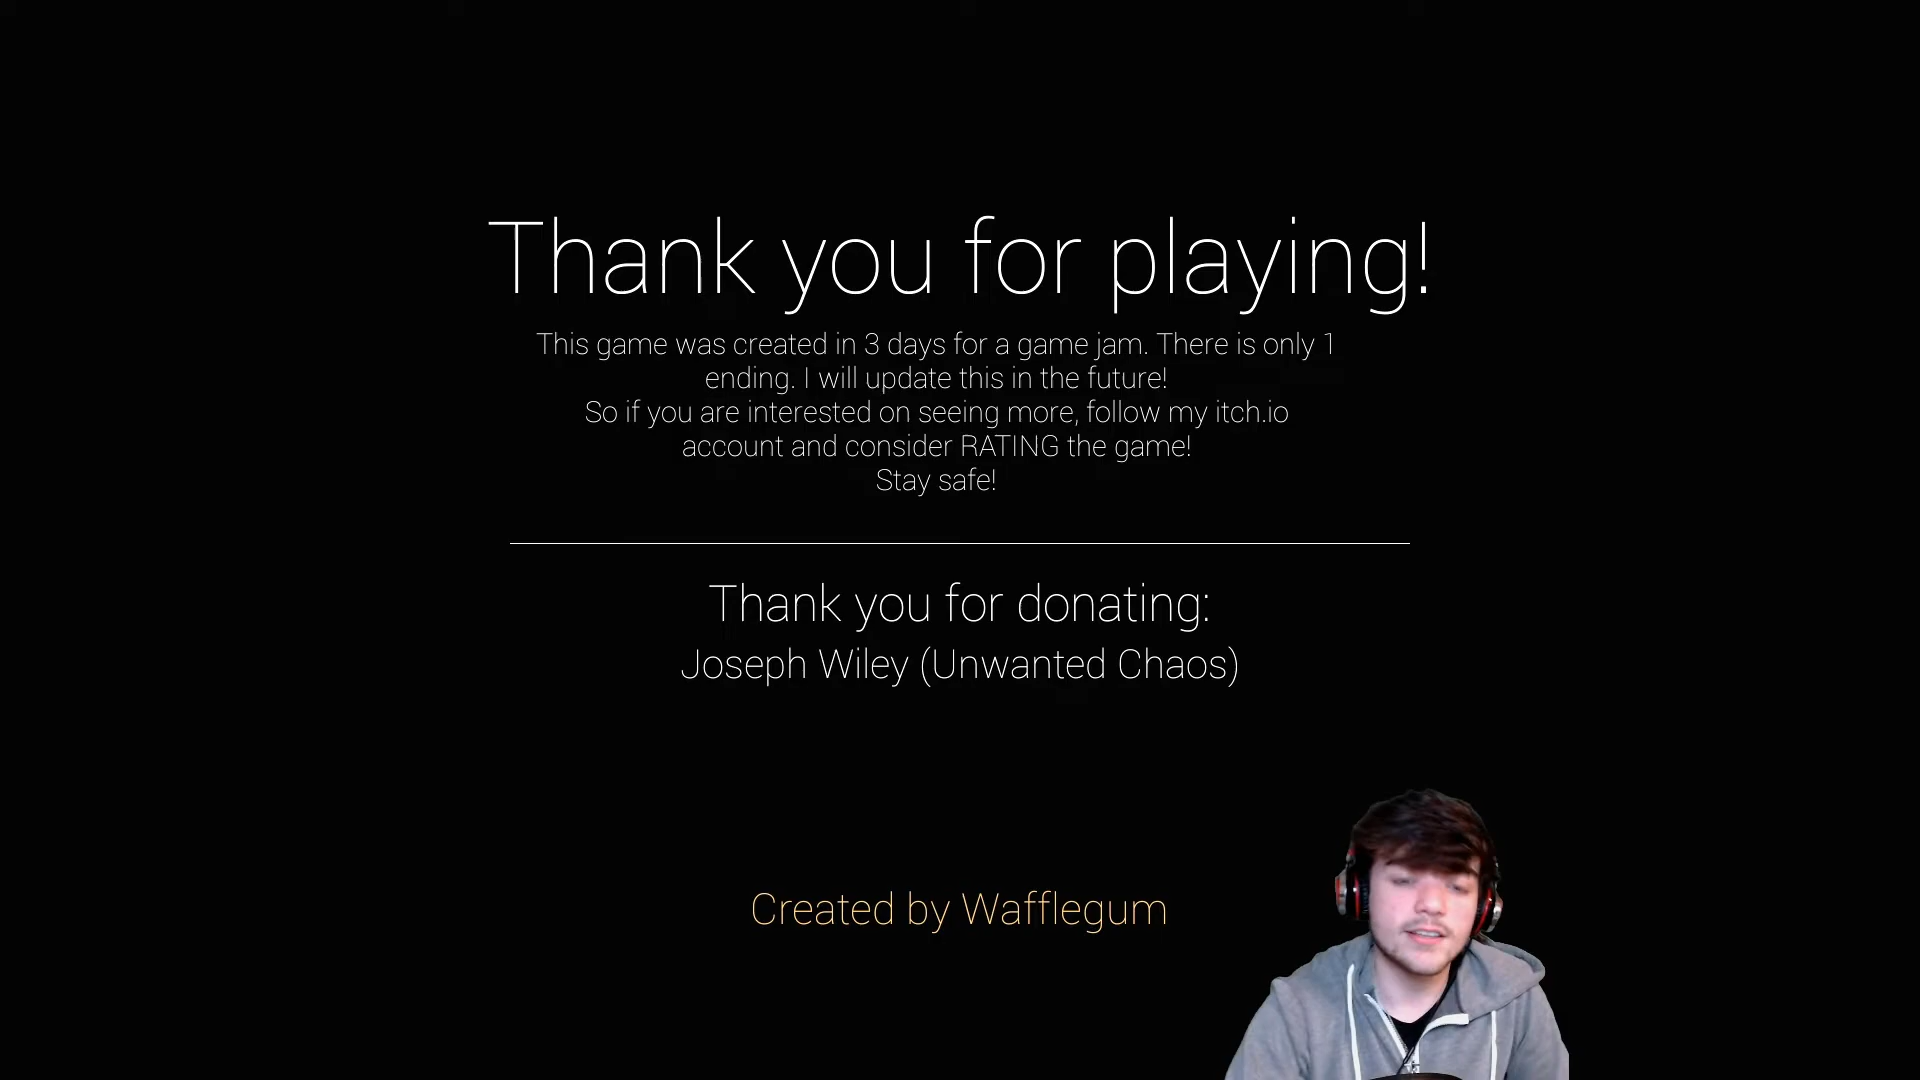 Thank you for playing!
This game was created in 3 days for a game jam. There is only 1
ending. I will update this in the future!
So if you are interested on seeing more, follow my itch.io
account and consider RATING the game!
Stay safe!
Thank you for donating:
Joseph Wiley (Unwanted Chaos)
Created by Wafflegum